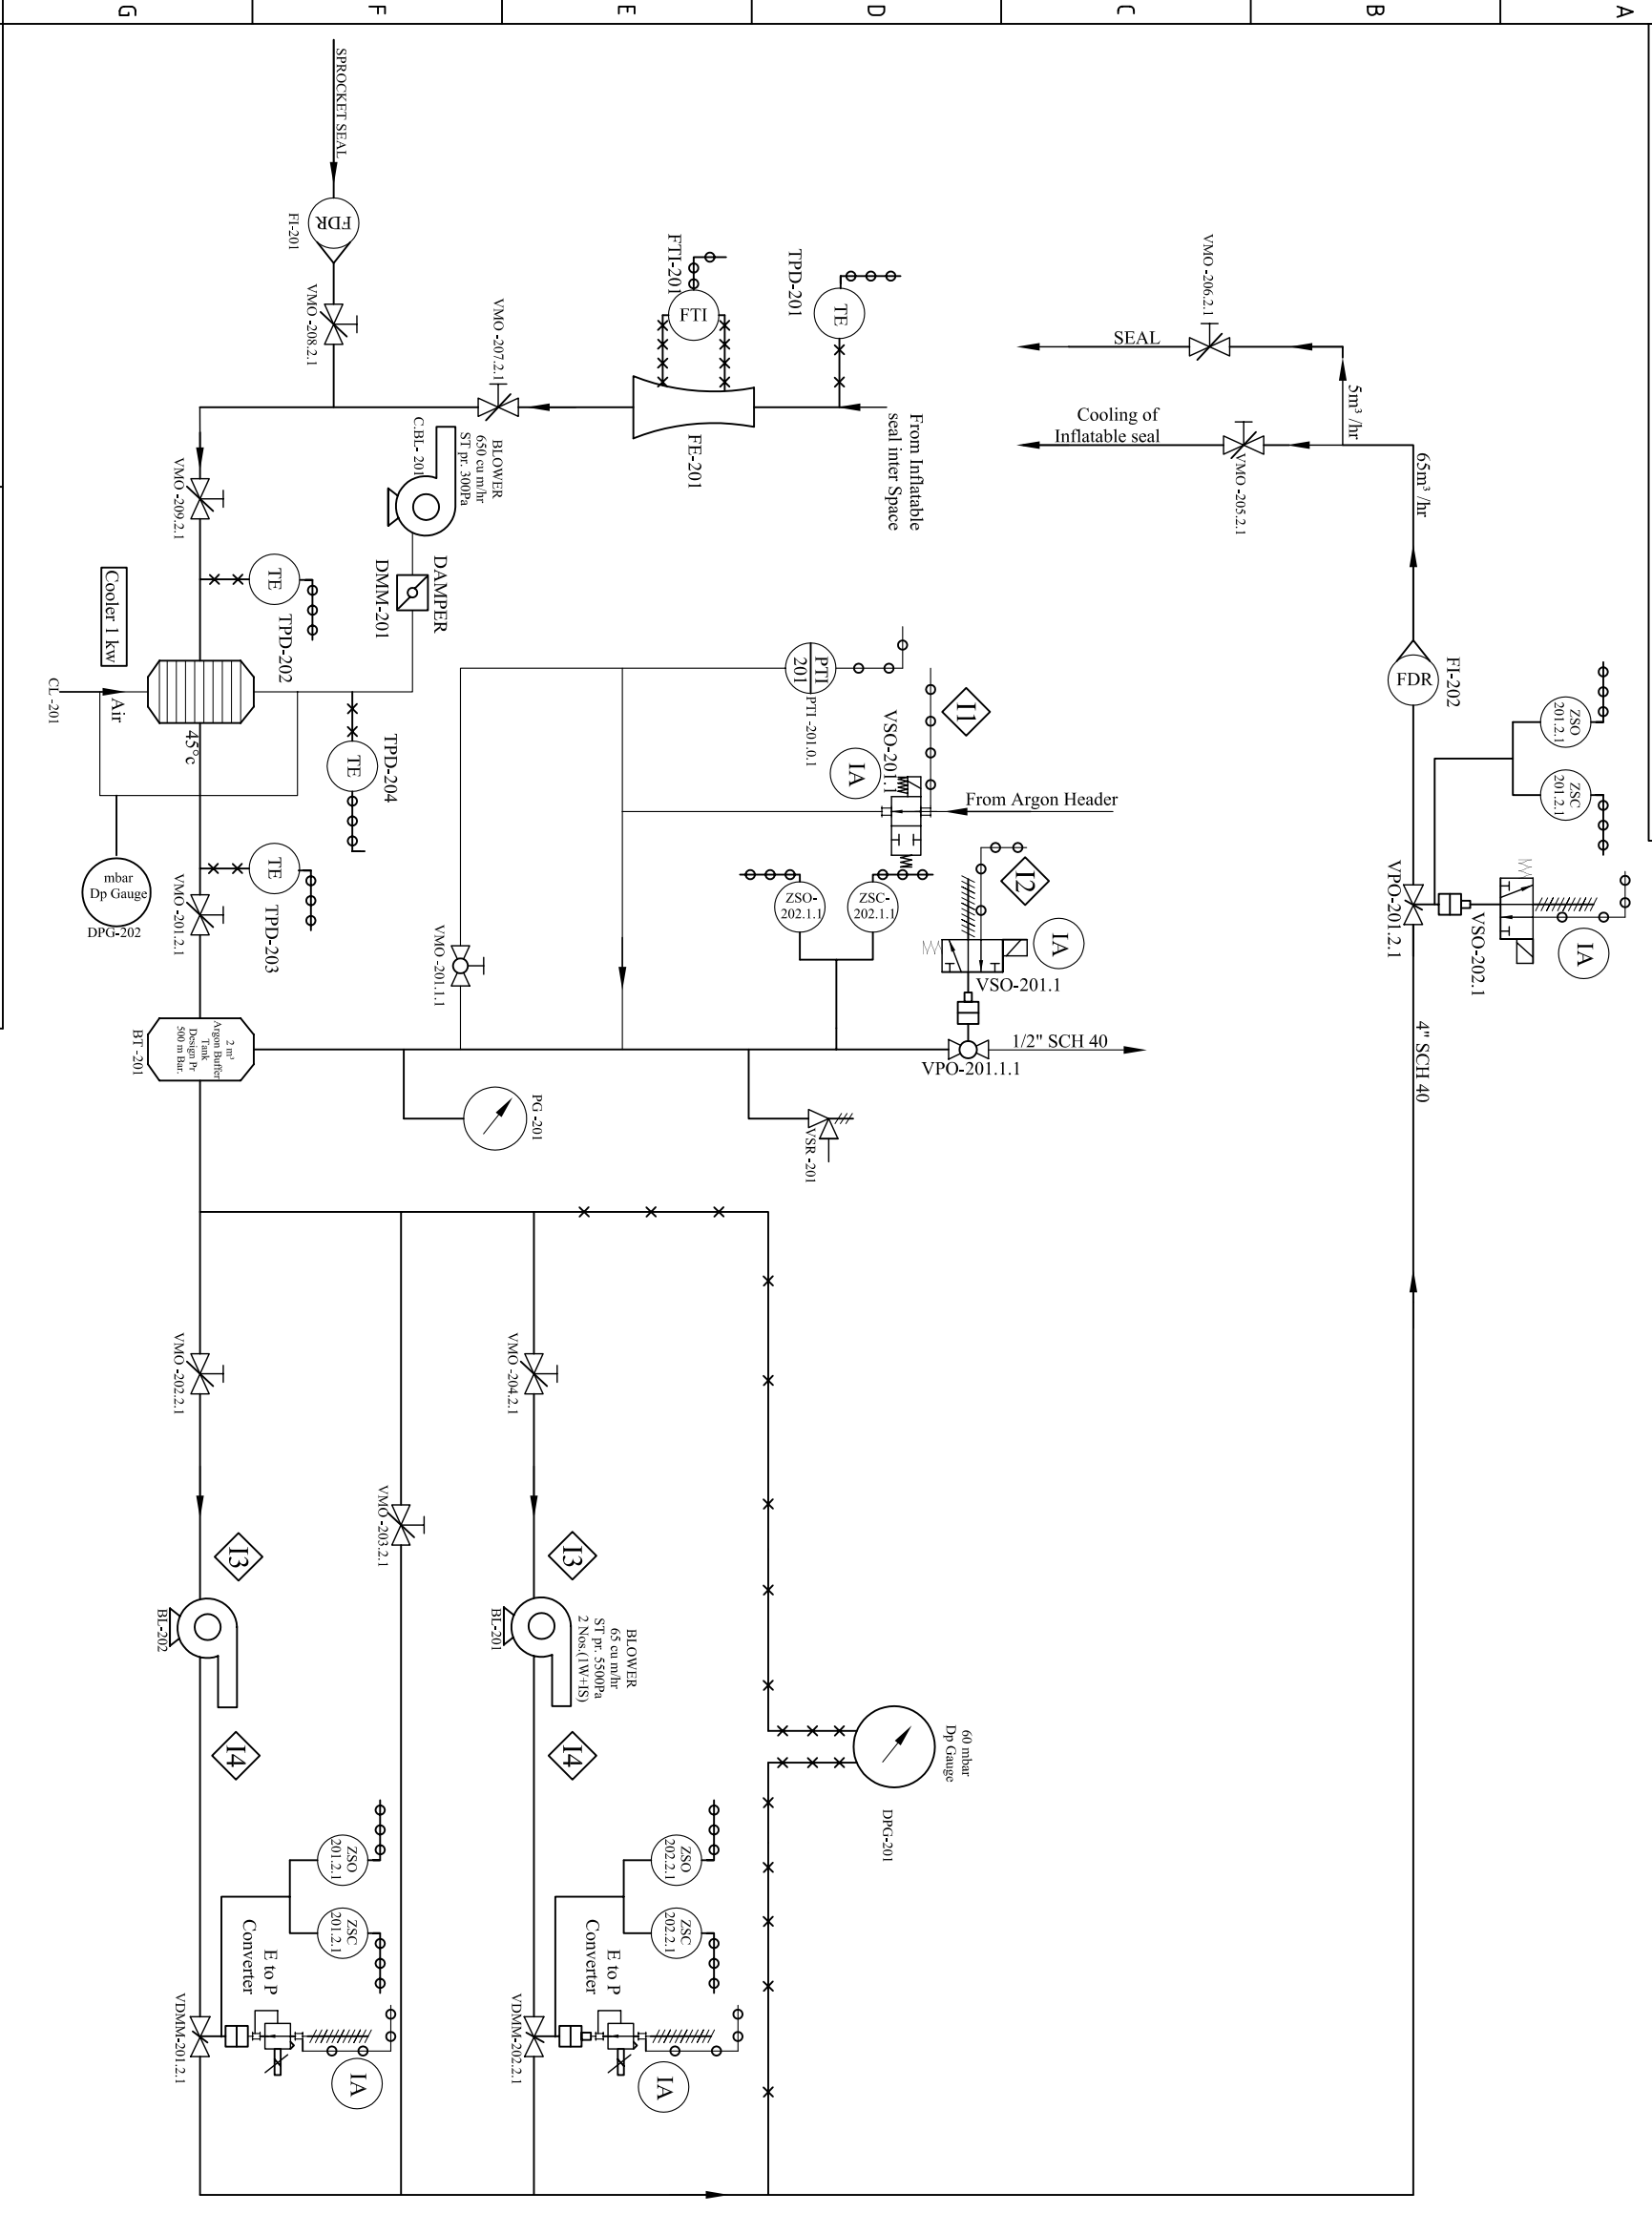 G
F
E
D
C
B
A
SPROCKET SEAL
FDR
FI-201
VMO -208.2.1
FTI-201
FTI
TPD-201
TE
VMO -207.2.1
FE-201
From Inflatable
seal inter Space
BLOWER
650 cu m/hr
ST pr. 300Pa
C.BL- 201
DAMPER
DMM-201
VMO -209.2.1
TE
TPD-202
Cooler 1 kw
CL -201
Air
45°c
TE
TPD-204
mbar
Dp Gauge
DPG-202
TE
TPD-203
VMO -201.2.1
2 m³
Argon Buffer
Tank
Design Pr
500 m Bar.
BT -201
VMO -201.1.1
PTI
201
PTI -201.0.1
I1
VSO-201.1
IA
From Argon Header
ZSO-
202.1.1
ZSC-
202.1.1
I2
IA
VSO-201.1
1/2" SCH 40
VPO-201.1.1
PG -201
VSR -201
VMO -206.2.1
SEAL
5m³ /hr
Cooling of
Inflatable seal
VMO -205.2.1
65m³ /hr
FI-202
FDR
ZSO
201.2.1
ZSC
201.2.1
VPO-201.2.1
VSO-202.1
IA
4" SCH 40
VMO -202.2.1
VMO -204.2.1
VMO -203.2.1
I3
BL-202
I4
I3
BL-201
BLOWER
65 cu m/hr
ST pr. 5500Pa
2 Nos.(1W+IS)
I4
60 mbar
Dp Gauge
DPG-201
ZSO
201.2.1
ZSC
201.2.1
E to P
Converter
VDMM-201.2.1
IA
ZSO
202.2.1
ZSC
202.2.1
E to P
Converter
VDMM-202.2.1
IA